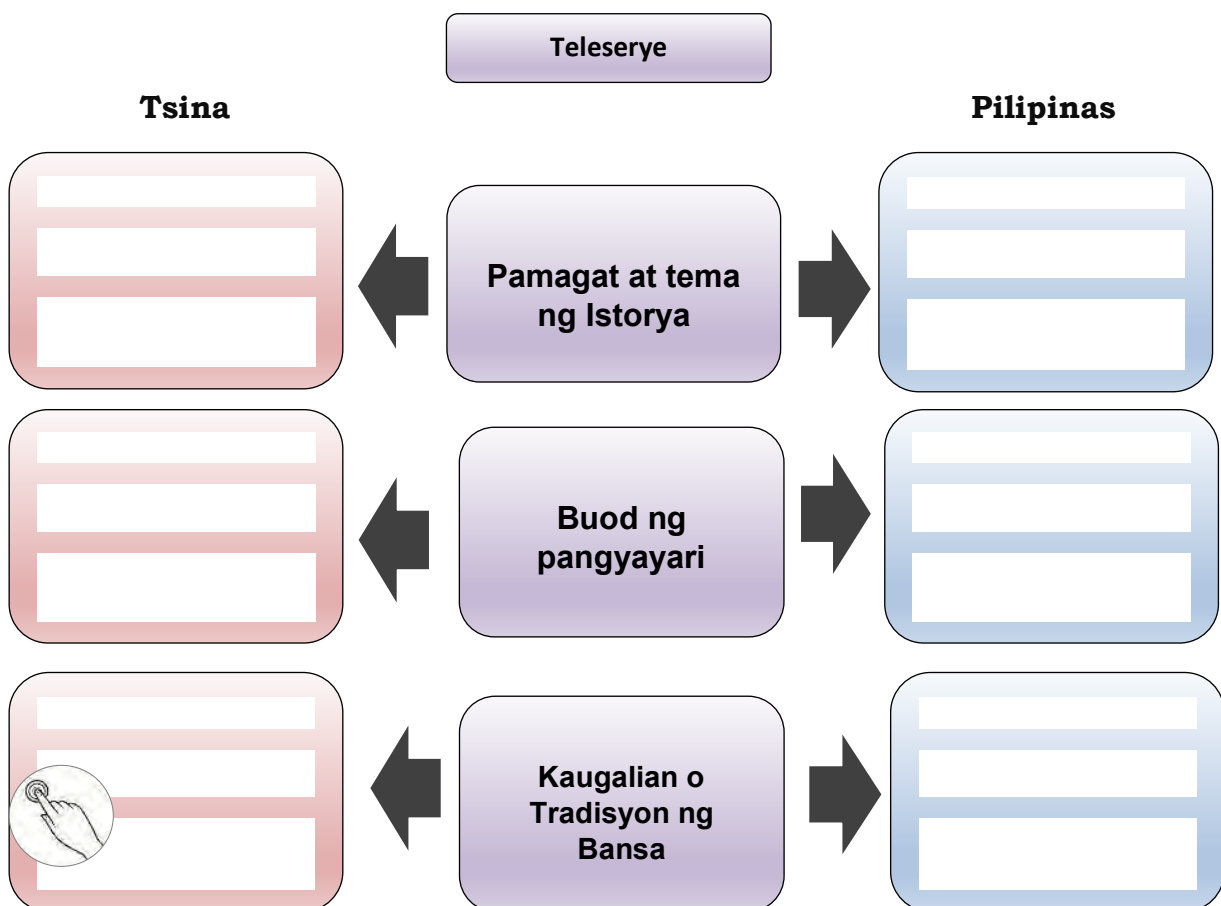 Teleserye
Tsina
Pilipinas
Pamagat at tema
ng Istorya
Buod ng
pangyayari
Kaugalian o
Tradisyon ng
Bansa